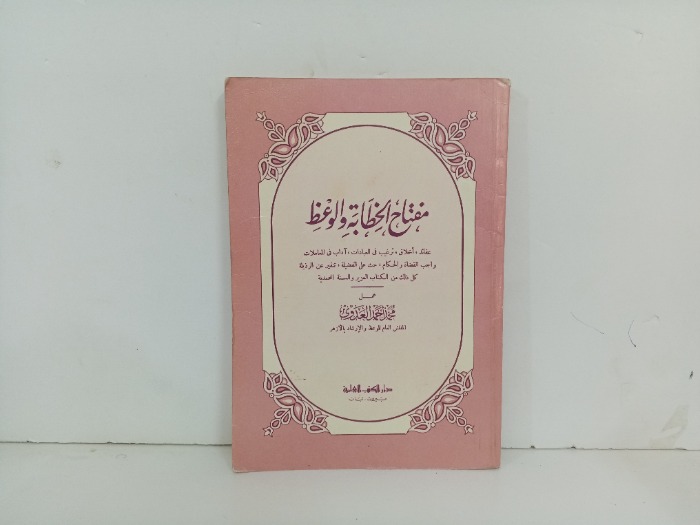 مفتاح الخطابة والوعظ
عقائد، أخلاق، ترغيب في العبادات، آداب في المعاملات
واجب القضاة والحكام، حث على الفضيلة، تنفير عن الرذيلة
كل ذلك من الكتاب العزيز والسنة المحمدية
عمل
محمد أحمد العدوي
المفتش العام للوعظ والإرشاد بالأزهر
دار الكتب العلمية
بيروت - لبنان